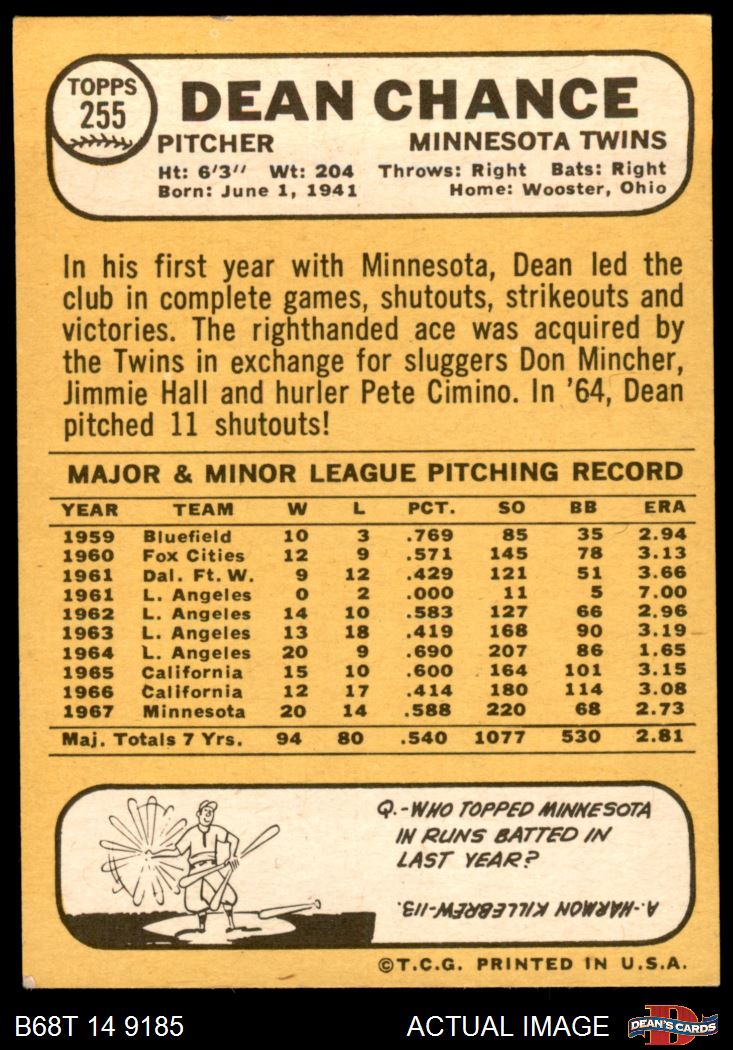 TOPPS
255
DEAN CHANCE
PITCHER MINNESOTA TWINS
Ht: 6'3" Wt: 204 Throws: Right Bats: Right
Born: June 1, 1941 Home: Wooster, Ohio
In his first year with Minnesota, Dean led the
club in complete games, shutouts, strikeouts and
victories. The righthanded ace was acquired by
the Twins in exchange for sluggers Don Mincher,
Jimmie Hall and hurler Pete Cimino. In '64, Dean
pitched 11 shutouts!
MAJOR & MINOR LEAGUE PITCHING RECORD
YEAR TEAM W L PCT. SO BB ERA
1959 Bluefield 10 3 .769 85 35 2.94
1960 Fox Cities 12 9 .571 145 78 3.13
1961 Dal. Ft. W. 9 12 .429 121 51 3.66
1961 L. Angeles 0 2 .000 11 5 7.00
1962 L. Angeles 14 10 .583 127 66 2.96
1963 L. Angeles 13 18 .419 168 90 3.19
1964 L. Angeles 20 9 .690 207 86 1.65
1965 California 15 10 .600 164 101 3.15
1966 California 12 17 .414 180 114 3.08
1967 Minnesota 20 14 .588 220 68 2.73
Maj. Totals 7 Yrs. 94 80 .540 1077 530 2.81
Q.-WHO TOPPED MINNESOTA
IN RUNS BATTED IN
LAST YEAR?
A.-HARMON KILLEBREW-113.
©T.C.G. PRINTED IN U.S.A.
B68T 14 9185 ACTUAL IMAGE DEAN'S CARDS